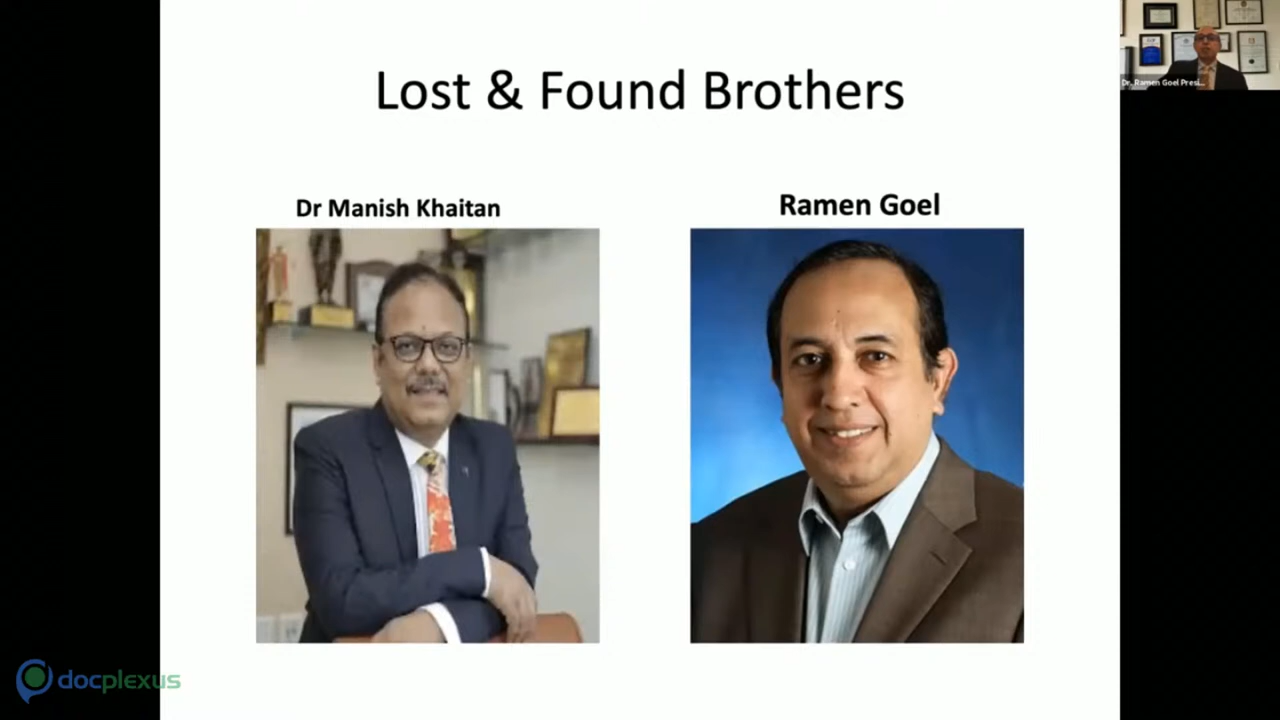 Lost & Found Brothers
Dr Manish Khaitan
Ramen Goel
Dr. Ramen Goel Presi...
docplexus